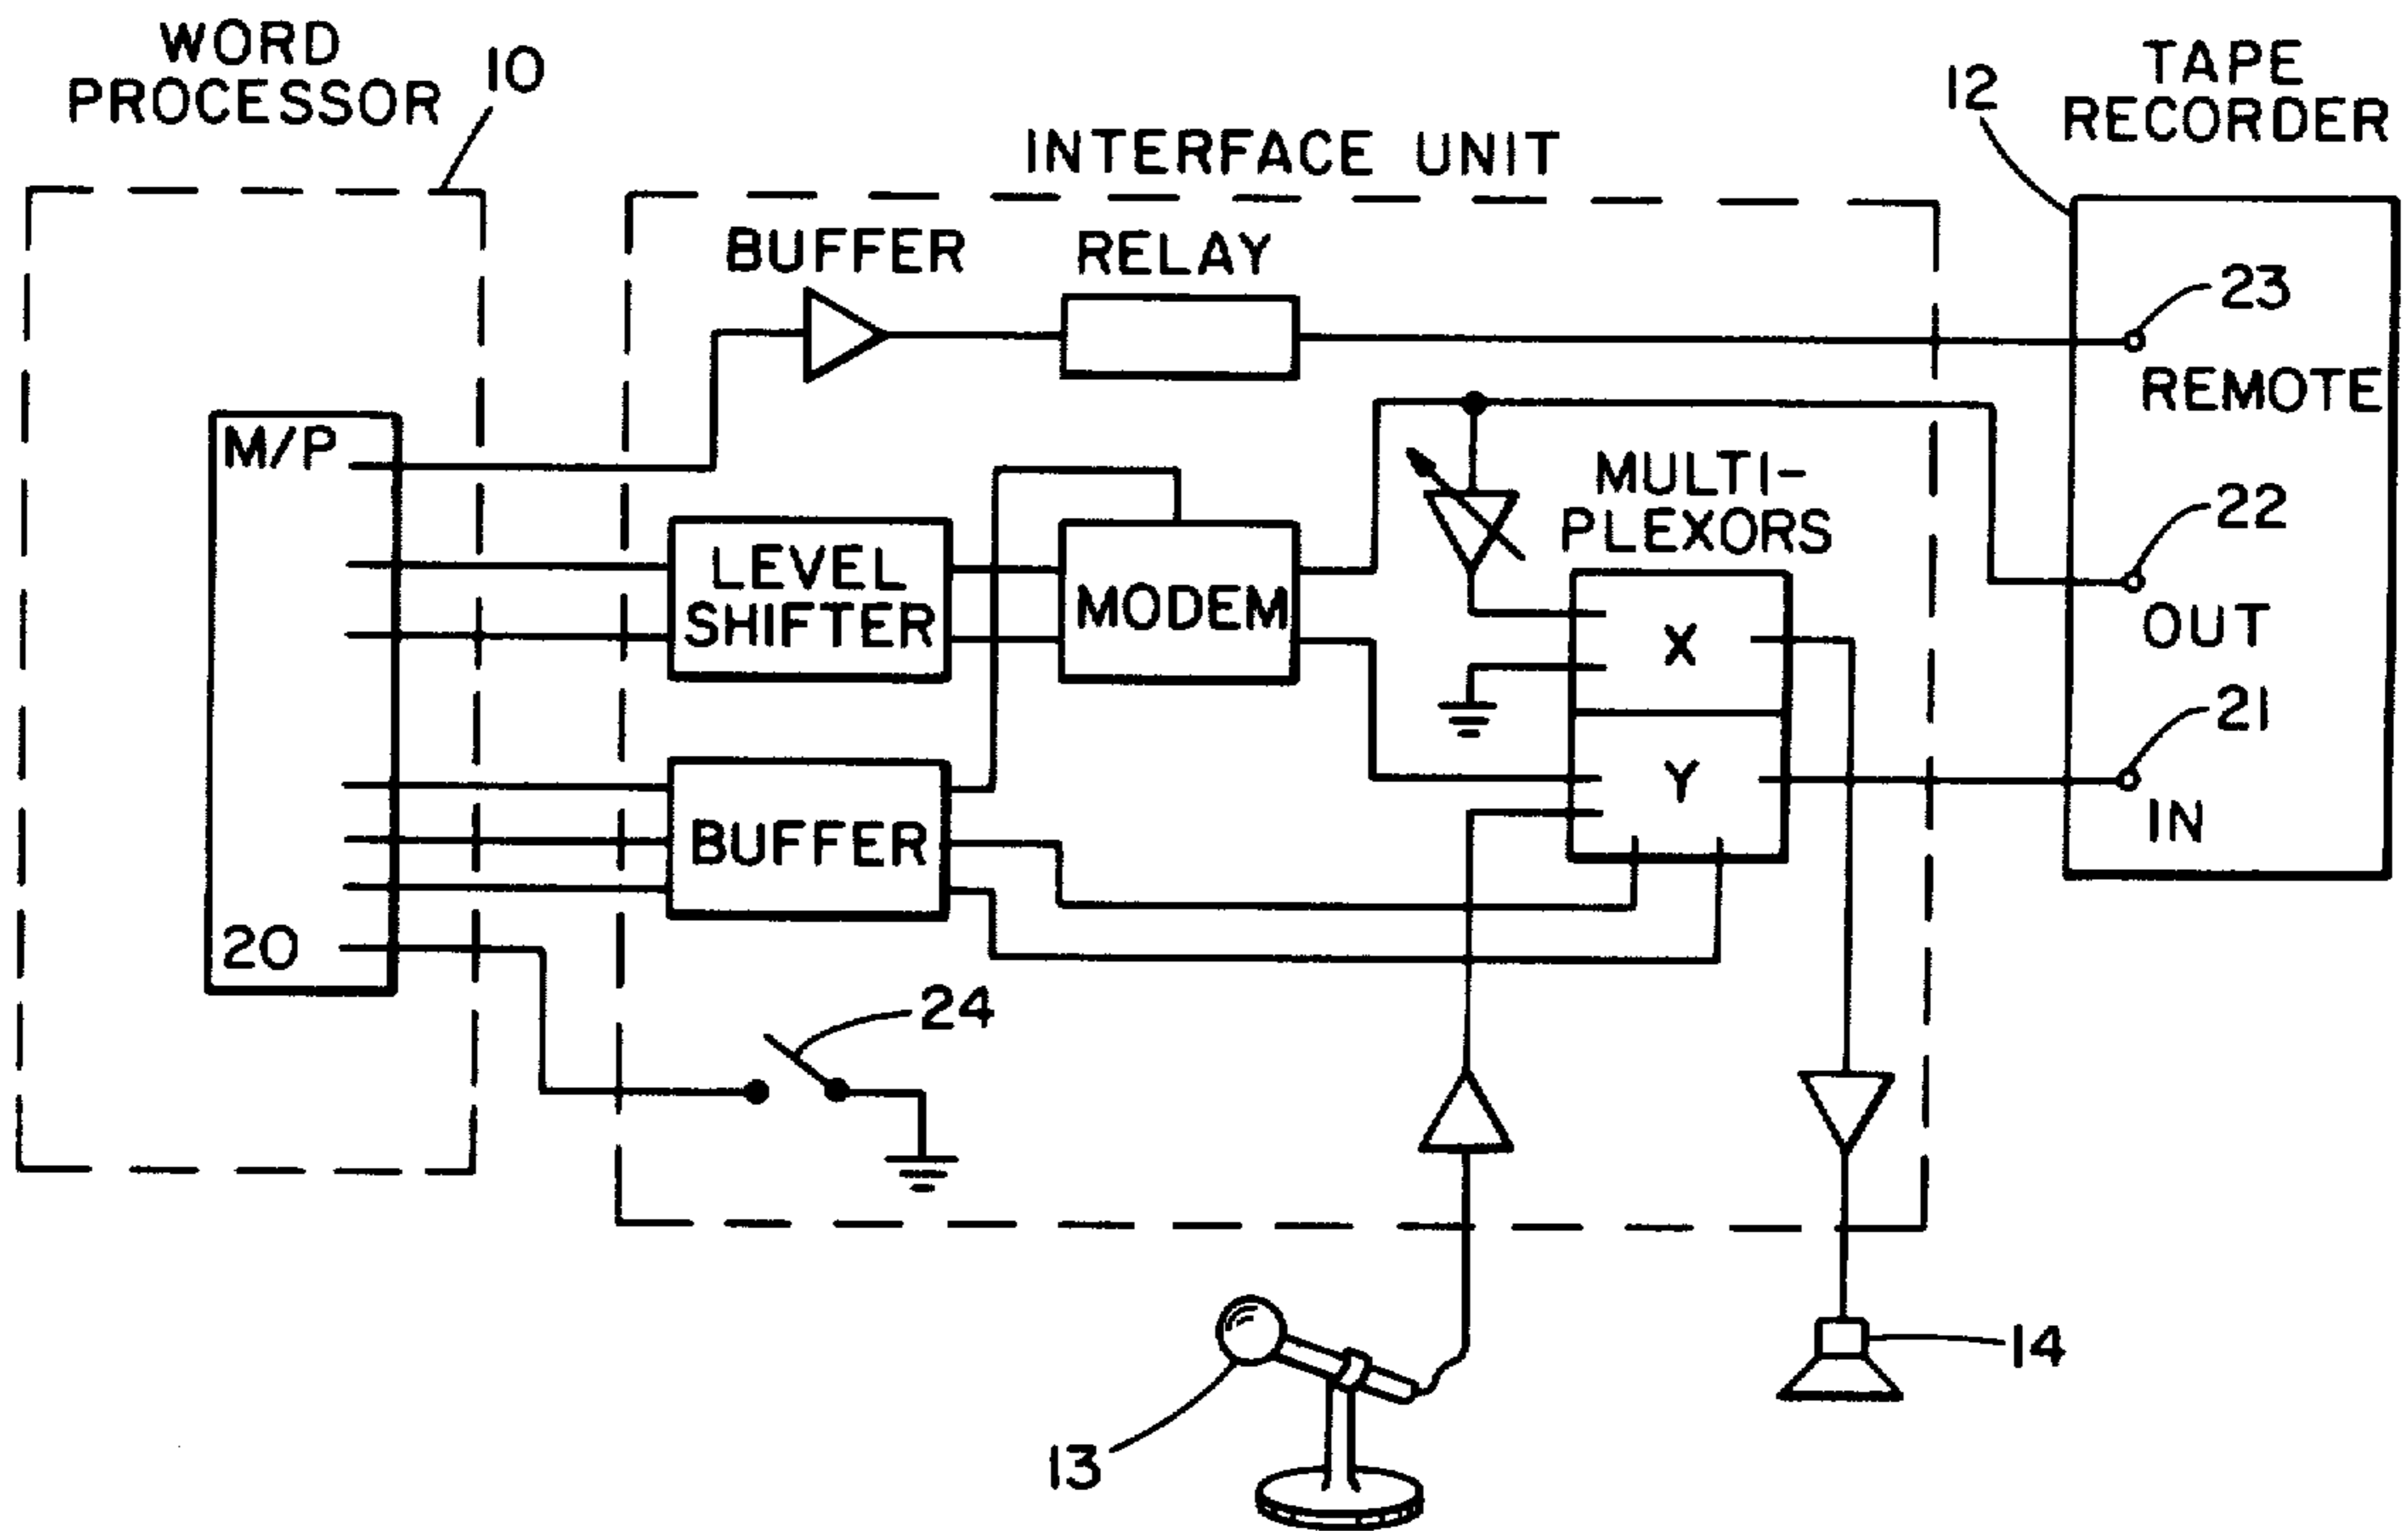 WORD
PROCESSOR
10
INTERFACE UNIT
12
TAPE
RECORDER
BUFFER
RELAY
23
REMOTE
M/P
LEVEL
SHIFTER
MODEM
MULTI-
PLEXORS
X
Y
22
OUT
21
IN
BUFFER
20
24
13
14